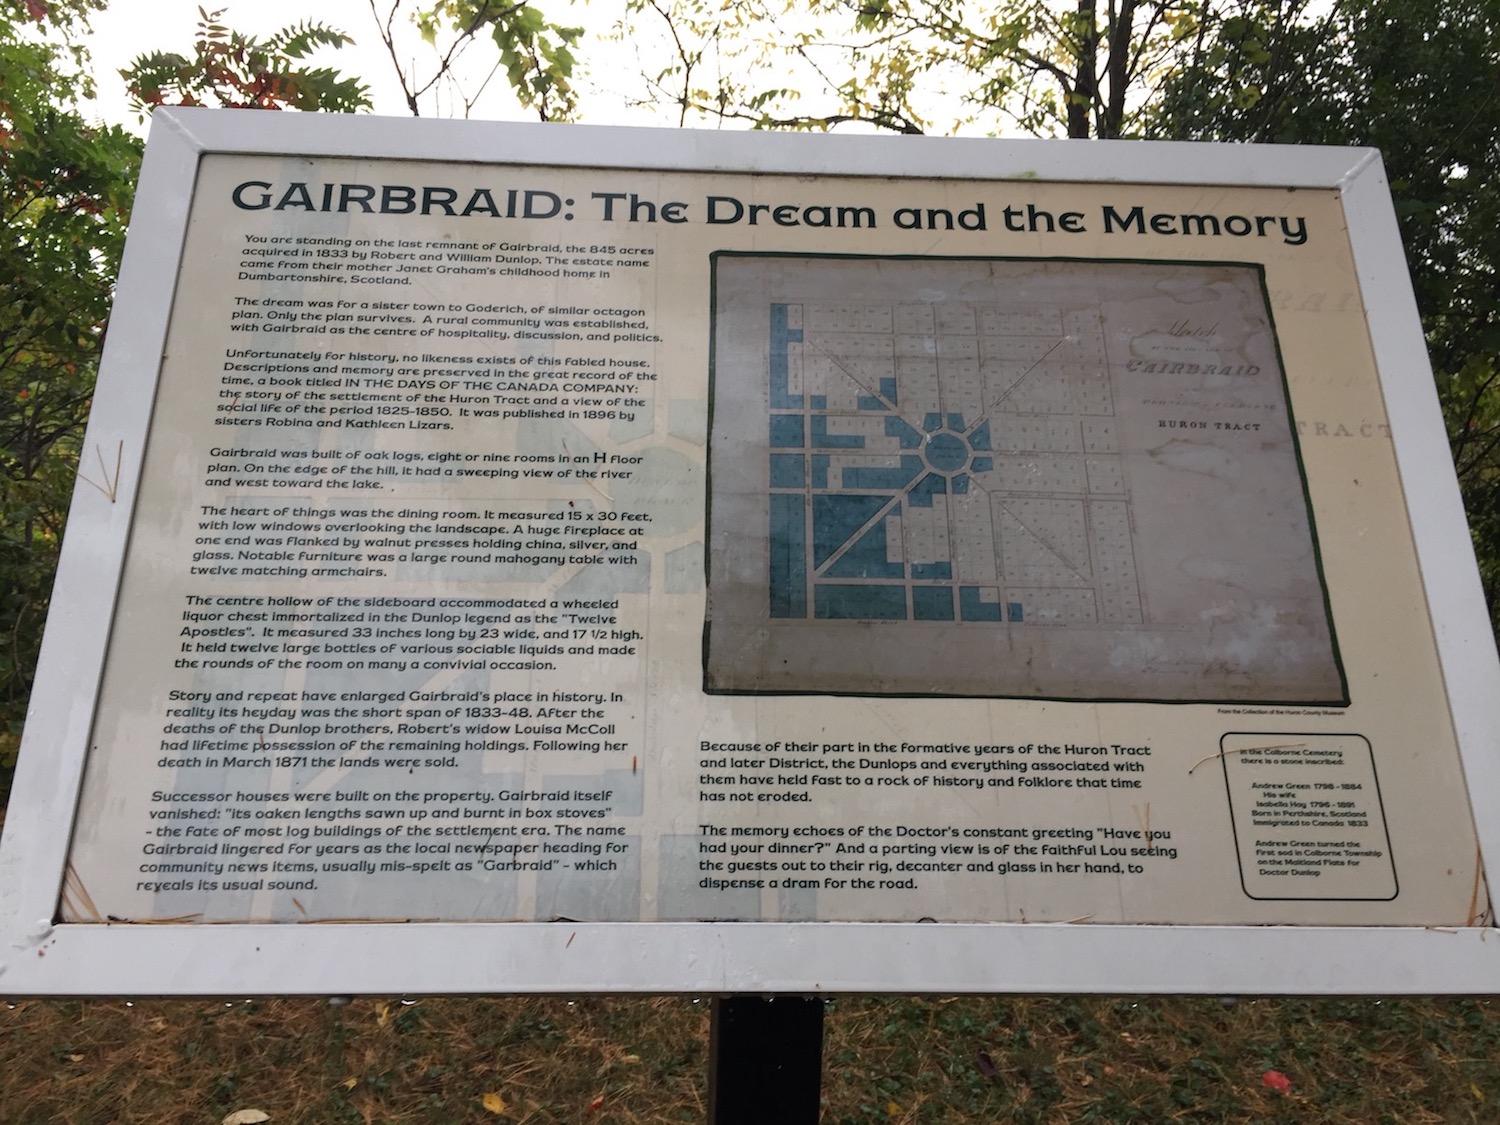 GAIRBRAID: The Dream and the Memory
You are standing on the last remnant of Gairbraid, the 845 acres
acquired in 1833 by Robert and William Dunlop. The estate name
came from their mother Janet Graham's childhood home in
Dumbartonshire, Scotland.
The dream was for a sister town to Goderich, of similar octagon
plan. Only the plan survives. A rural community was established,
with Gairbraid as the centre of hospitality, discussion, and politics.
Unfortunately for history, no likeness exists of this fabled house.
Descriptions and memory are preserved in the great record of the
time, a book titled IN THE DAYS OF THE CANADA COMPANY:
the story of the settlement of the Huron Tract and a view of the
social life of the period 1825-1850. It was published in 1896 by
sisters Robina and Kathleen Lizars.
Gairbraid was built of oak logs, eight or nine rooms in an H floor
plan. On the edge of the hill, it had a sweeping view of the river
and west toward the lake.
The heart of things was the dining room. It measured 15 x 30 feet,
with low windows overlooking the landscape. A huge fireplace at
one end was flanked by walnut presses holding china, silver, and
glass. Notable furniture was a large round mahogany table with
twelve matching armchairs.
The centre hollow of the sideboard accommodated a wheeled
liquor chest immortalized in the Dunlop legend as the "Twelve
Apostles". It measured 33 inches long by 23 wide, and 17 1/2 high.
It held twelve large bottles of various sociable liquids and made
the rounds of the room on many a convivial occasion.
Story and repeat have enlarged Gairbraid's place in history. In
reality its heyday was the short span of 1833-48. After the
deaths of the Dunlop brothers, Robert's widow Louisa McColl
had lifetime possession of the remaining holdings. Following her
death in March 1871 the lands were sold.
Successor houses were built on the property. Gairbraid itself
vanished: "its oaken lengths sawn up and burnt in box stoves"
- the fate of most log buildings of the settlement era. The name
Gairbraid lingered for years as the local newspaper heading for
community news items, usually mis-spelt as "Garbraid" - which
reveals its usual sound.
Sketch
GAIRBRAID
HURON TRACT
TRACT
From the Collection of the Huron County Museum
Because of their part in the formative years of the Huron Tract
and later District, the Dunlops and everything associated with
them have held fast to a rock of history and folklore that time
has not eroded.
The memory echoes of the Doctor's constant greeting "Have you
had your dinner?" And a parting view is of the faithful Lou seeing
the guests out to their rig, decanter and glass in her hand, to
dispense a dram for the road.
In the Colborne Cemetery
there is a stone inscribed:
Andrew Green 1798 - 1884
His wife
Isabella Hay 1796 - 1891
Born in Perthshire, Scotland
Immigrated to Canada 1833
Andrew Green turned the
first sod in Colborne Township
on the Maitland Flats for
Doctor Dunlop